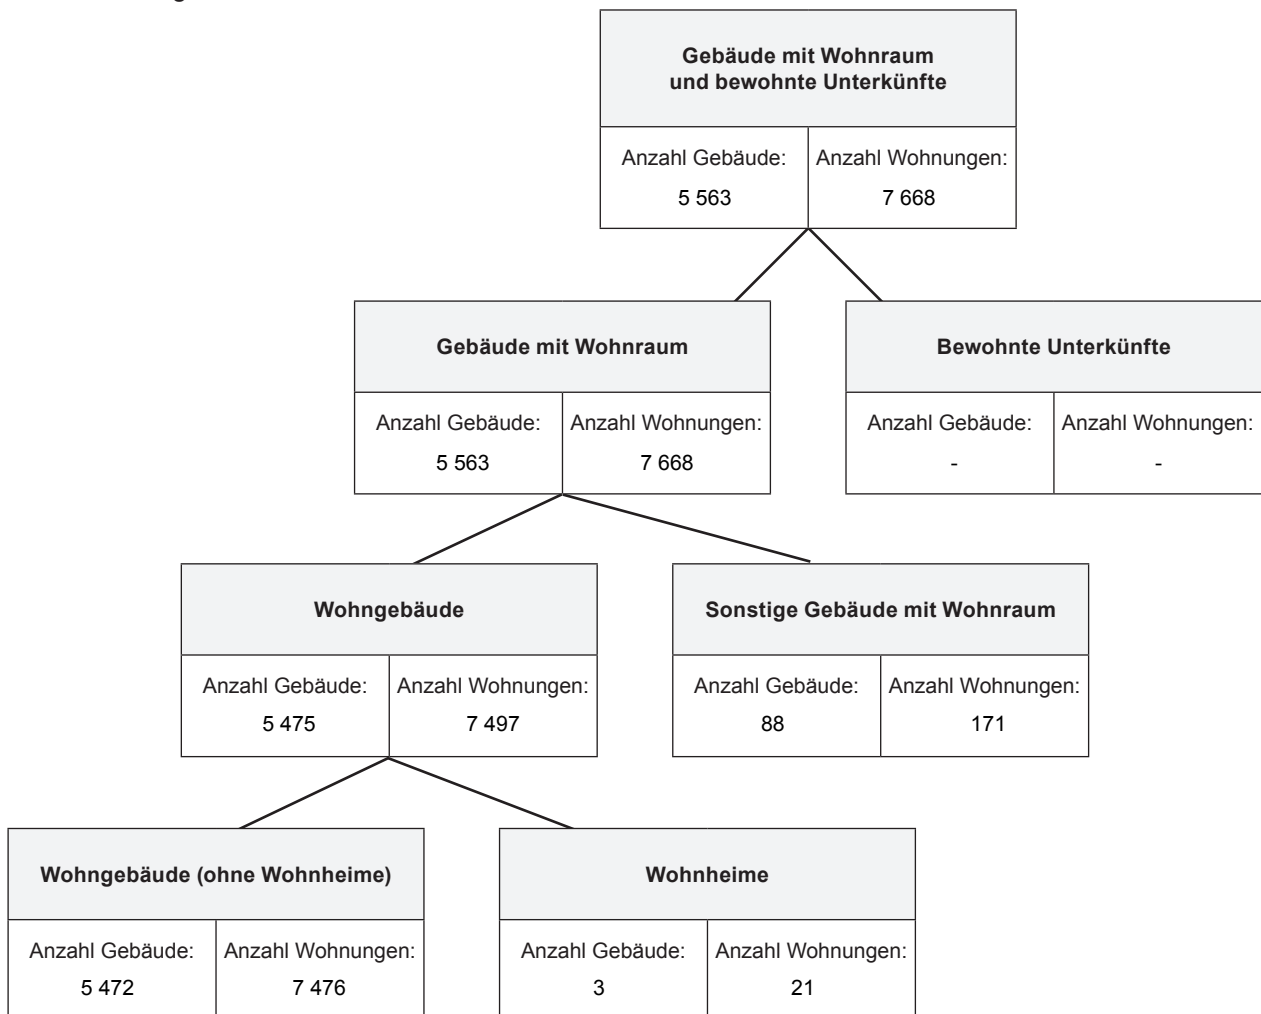 Gebäude mit Wohnraum
und bewohnte Unterkünfte
Anzahl Gebäude: Anzahl Wohnungen:
5 563 7 668
Gebäude mit Wohnraum
Anzahl Gebäude: Anzahl Wohnungen:
5 563 7 668
Bewohnte Unterkünfte
Anzahl Gebäude: Anzahl Wohnungen:
- -
Wohngebäude
Anzahl Gebäude: Anzahl Wohnungen:
5 475 7 497
Sonstige Gebäude mit Wohnraum
Anzahl Gebäude: Anzahl Wohnungen:
88 171
Wohngebäude (ohne Wohnheime)
Anzahl Gebäude: Anzahl Wohnungen:
5 472 7 476
Wohnheime
Anzahl Gebäude: Anzahl Wohnungen:
3 21